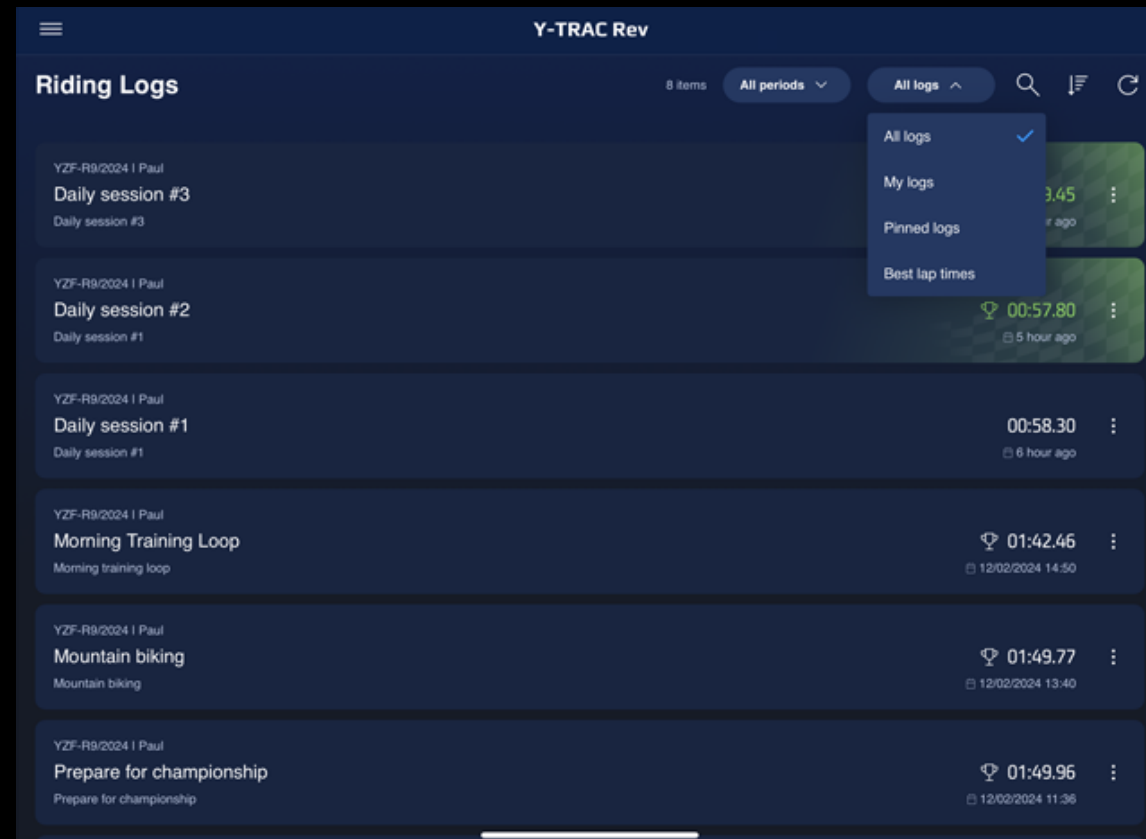 Y-TRAC Rev
Riding Logs
8 items
All periods
All logs
All logs
My logs
Pinned logs
Best lap times
YZF-R9/2024 | Paul
Daily session #3
Daily session #3
YZF-R9/2024 | Paul
Daily session #2
00:57.80
Daily session #1
5 hour ago
YZF-R9/2024 | Paul
Daily session #1
00:58.30
Daily session #1
6 hour ago
YZF-R9/2024 | Paul
Morning Training Loop
01:42.46
Morning training loop
12/02/2024 14:50
YZF-R9/2024 | Paul
Mountain biking
01:49.77
Mountain biking
12/02/2024 13:40
YZF-R9/2024 | Paul
Prepare for championship
01:49.96
Prepare for championship
12/02/2024 11:36